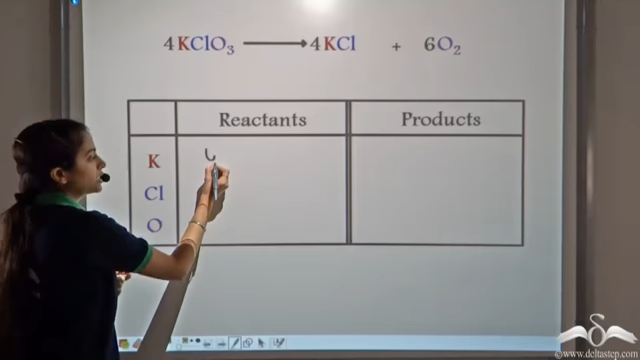 4KClO₃ ⟶ 4KCl + 6O₂
Reactants Products
K
Cl
O
©www.deltastep.com